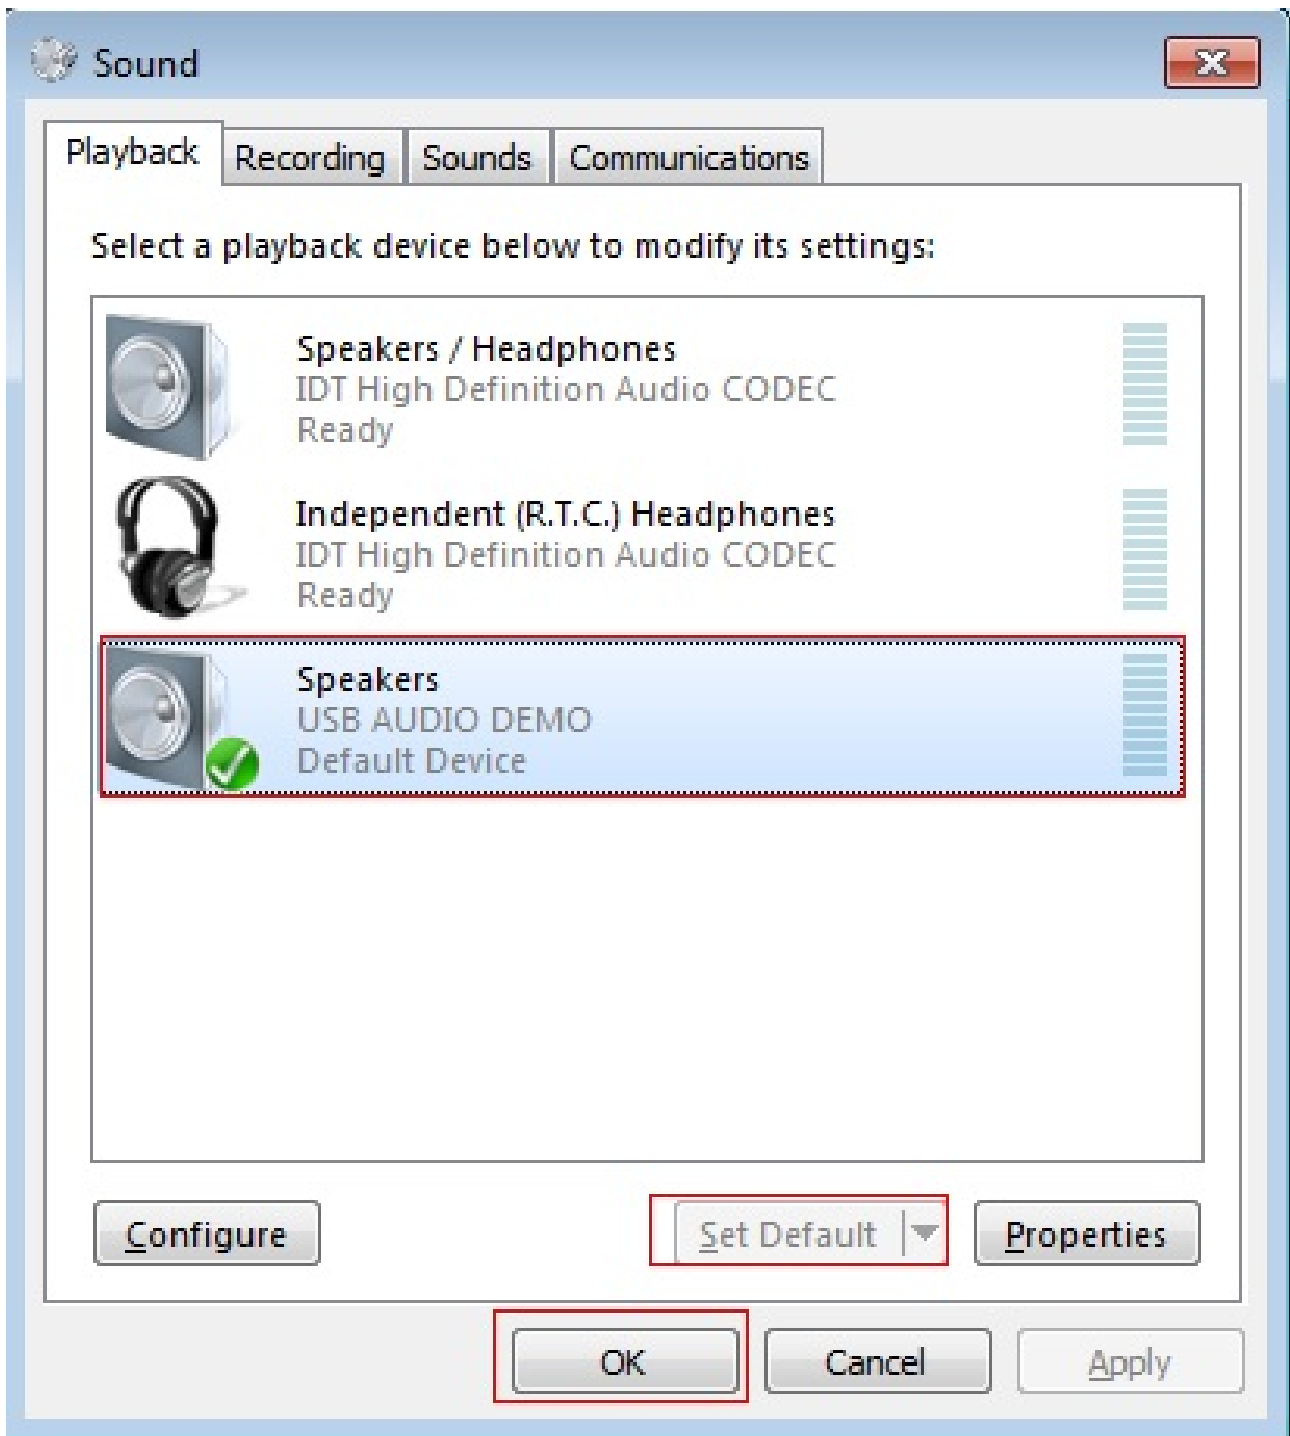 Sound
Playback Recording Sounds Communications
Select a playback device below to modify its settings:
Speakers / Headphones
IDT High Definition Audio CODEC
Ready
Independent (R.T.C.) Headphones
IDT High Definition Audio CODEC
Ready
Speakers
USB AUDIO DEMO
Default Device
Configure Set Default Properties
OK Cancel Apply